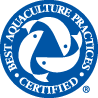 BEST AQUACULTURE PRACTICES
• CERTIFIED •
®